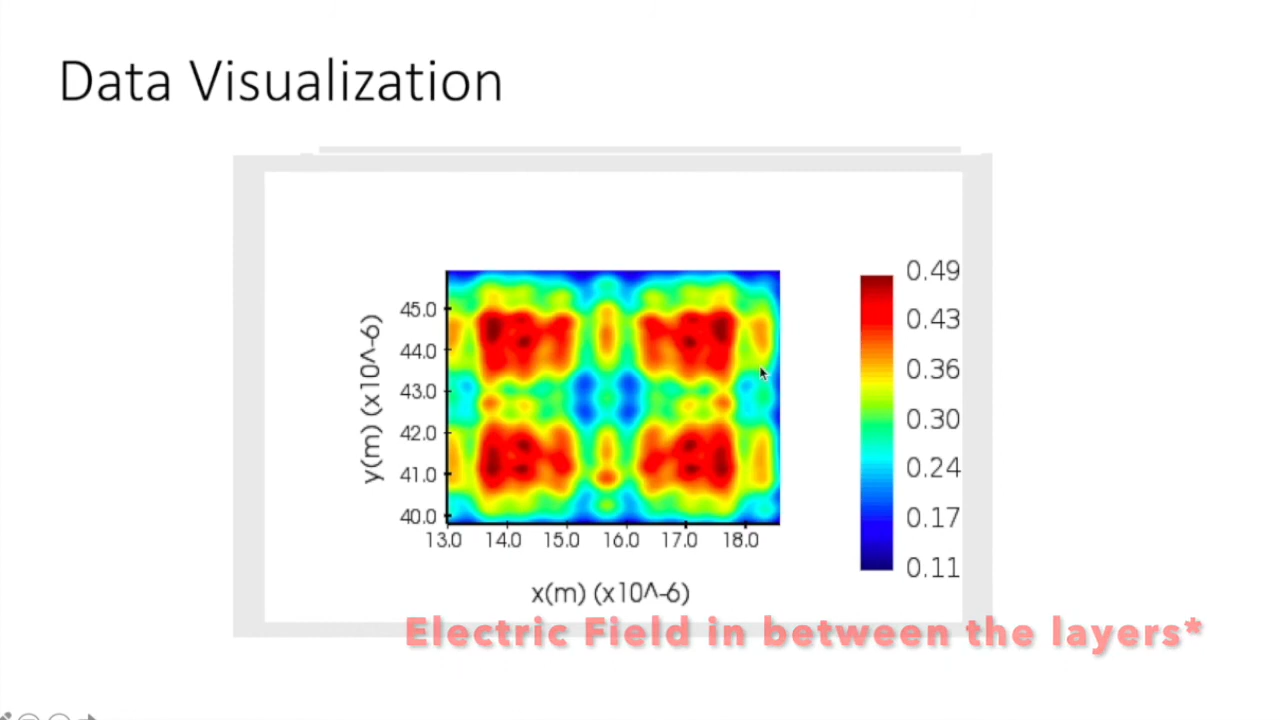 Data Visualization
y(m) (x10^-6)
45.0
44.0
43.0
42.0
41.0
40.0
13.0 14.0 15.0 16.0 17.0 18.0
x(m) (x10^-6)
0.49
0.43
0.36
0.30
0.24
0.17
0.11
Electric Field in between the layers*